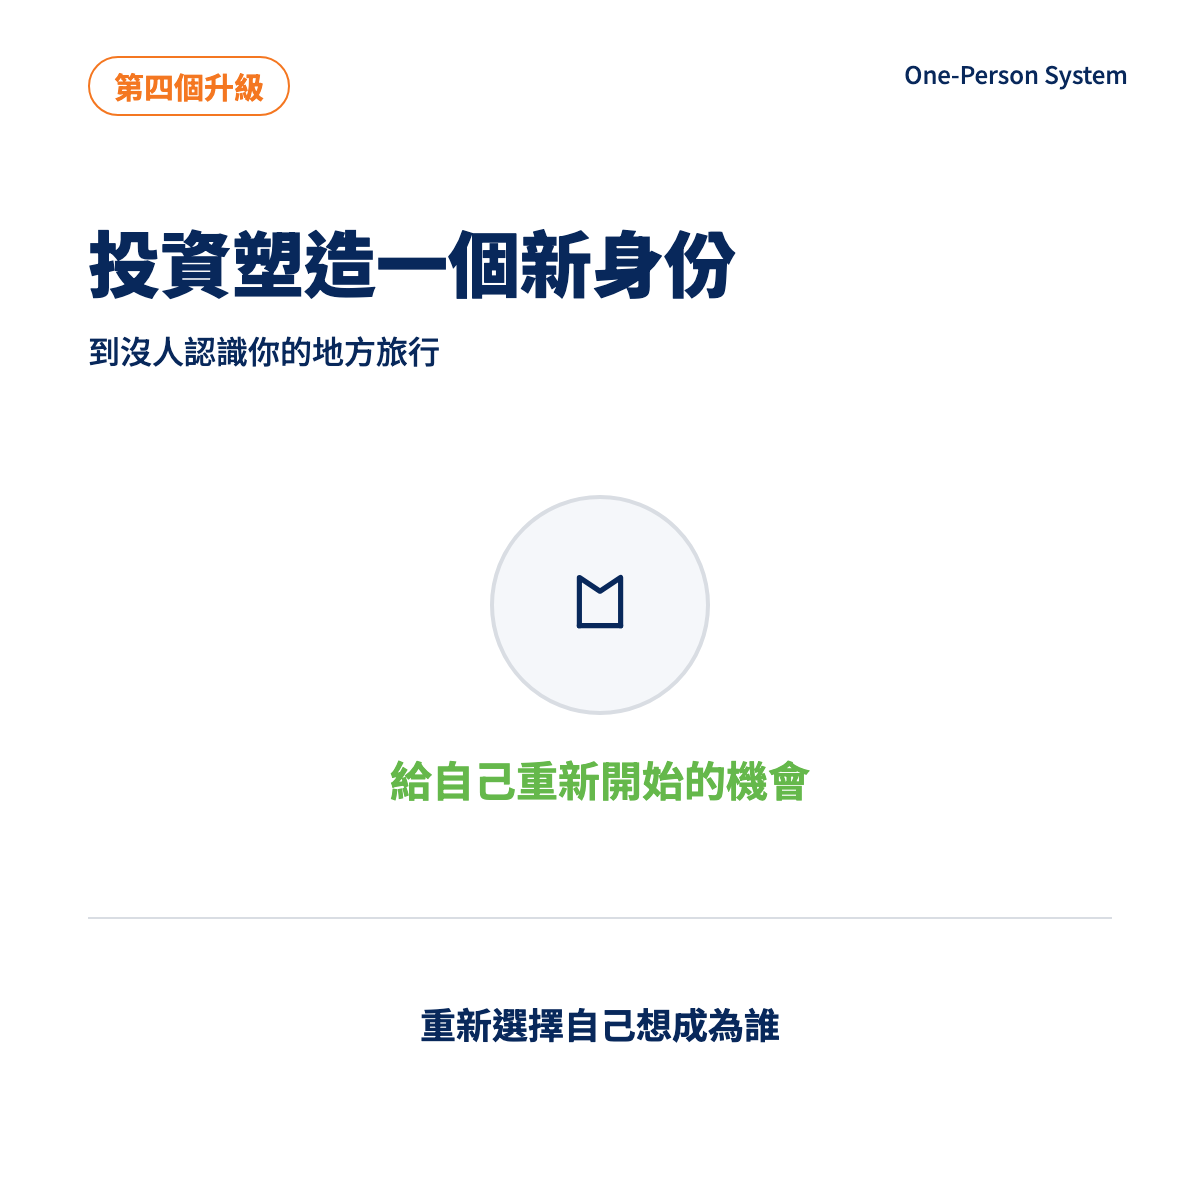 第四個升級
One-Person System
投資塑造一個新身份
到沒人認識你的地方旅行
給自己重新開始的機會
重新選擇自己想成為誰